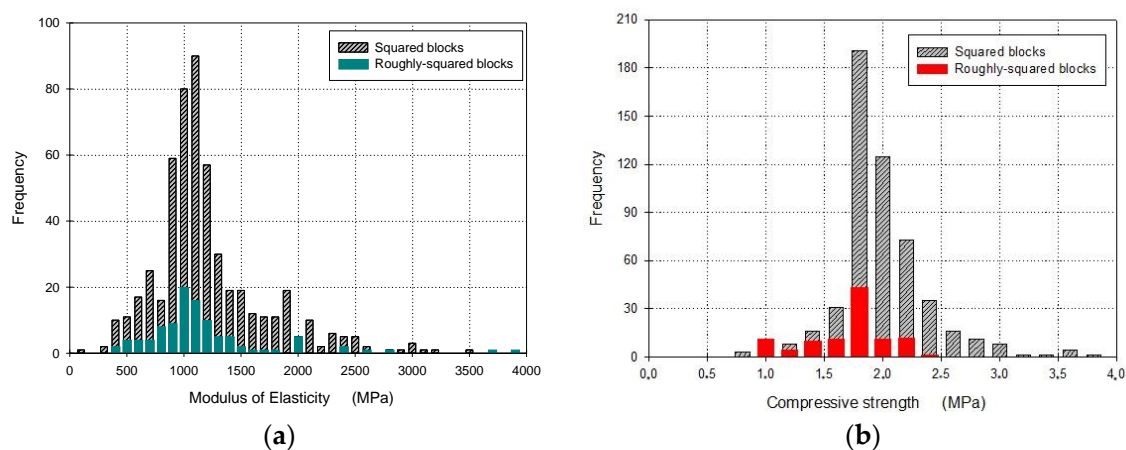 100
80
60
40
20
0
Frequency
Squared blocks
Roughly-squared blocks
0 500 1000 1500 2000 2500 3000 3500 4000
Modulus of Elasticity (MPa)
(a)
210
180
150
120
90
60
30
0
Frequency
Squared blocks
Roughly-squared blocks
0,0 0,5 1,0 1,5 2,0 2,5 3,0 3,5 4,0
Compressive strength (MPa)
(b)